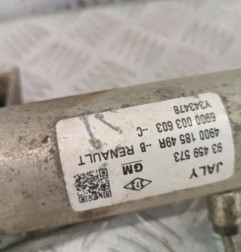 JALY
93 459 573 GM
4900 185 49R --B RENAULT
6900 003 603 -C
Y343478